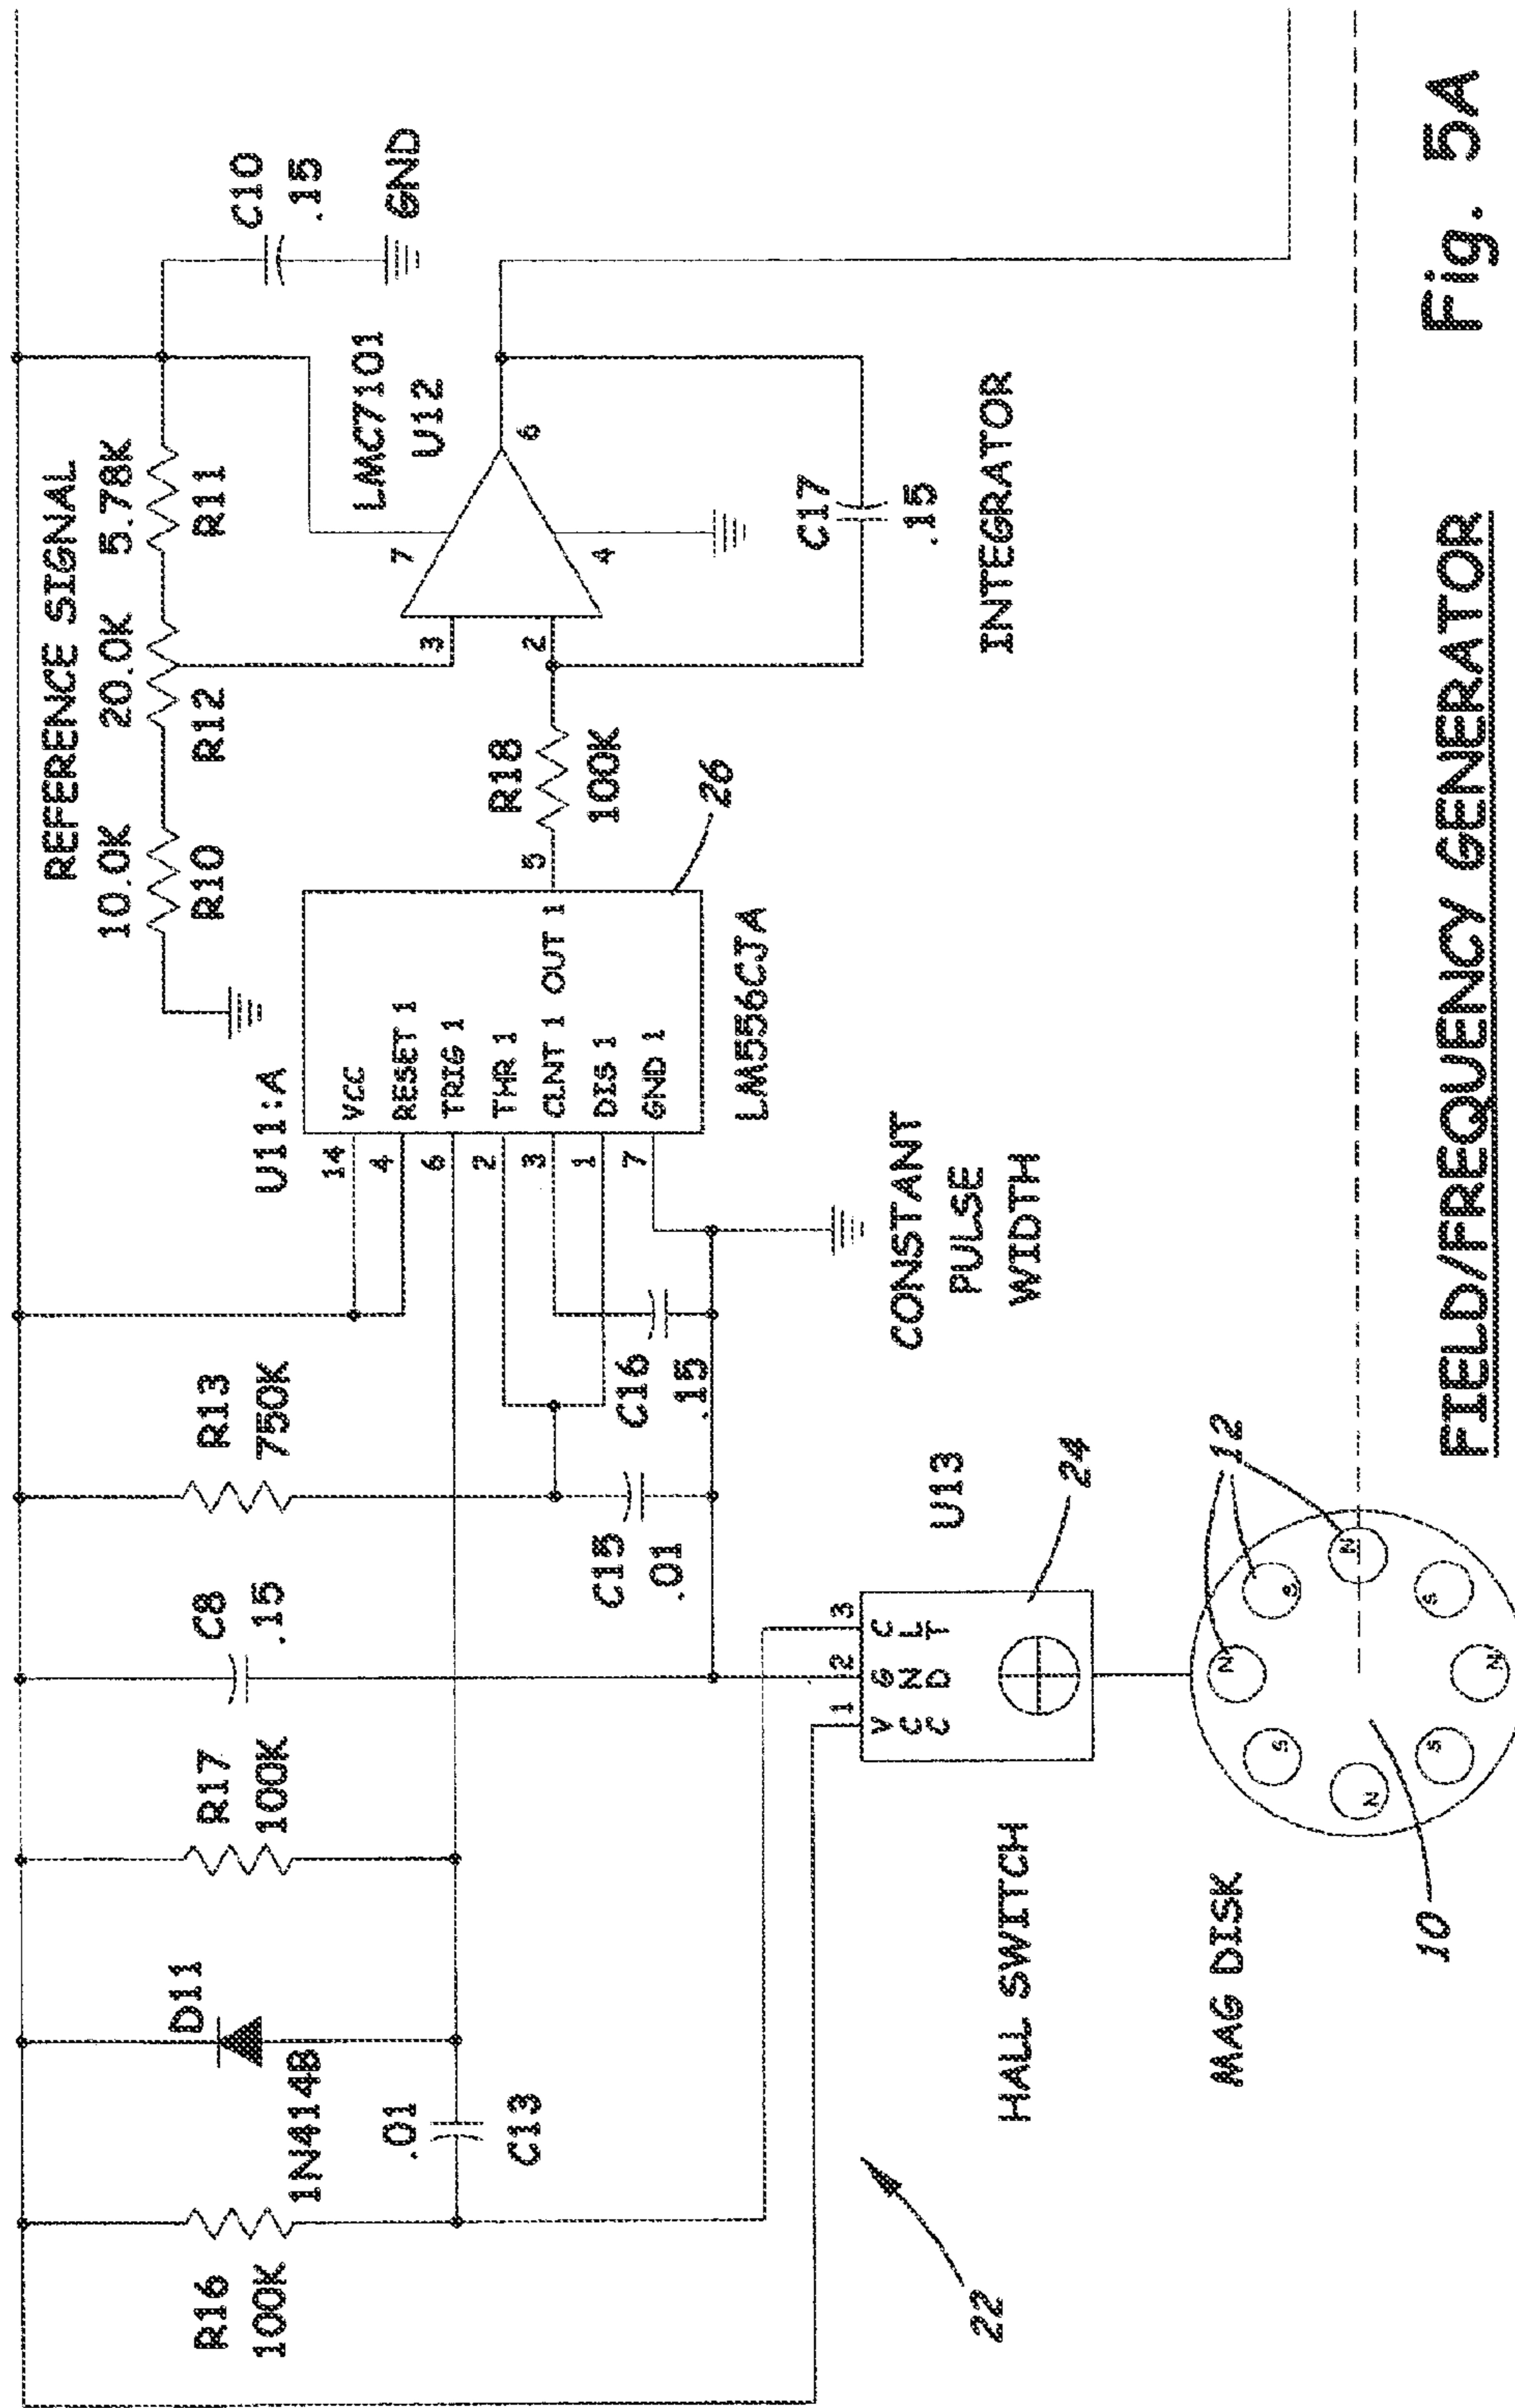 REFERENCE SIGNAL
10.0K 20.0K 5.78K
R10 R12 R11
C10
.15
GND
LMC7101
U12
7
3
2
6
4
C17
.15
INTEGRATOR
R18
100K
5
26
U11:A
14 VCC
4 RESET 1
6 TRIG 1
2 TMR 1
3 CLNT 1 OUT 1
1 DIS 1
7 GND 1
LM556CJA
CONSTANT
PULSE
WIDTH
R16
100K
D11
1N4148
.01
C13
R17
100K
C8
.15
R13
750K
C15
.01
C16
.15
1 2 3
V G C
C N L
C D T
U13
24
HALL SWITCH
22
MAG DISK
10
12
N
S
N
S
N
S
N
S
FIELD/FREQUENCY GENERATOR
Fig. 5A